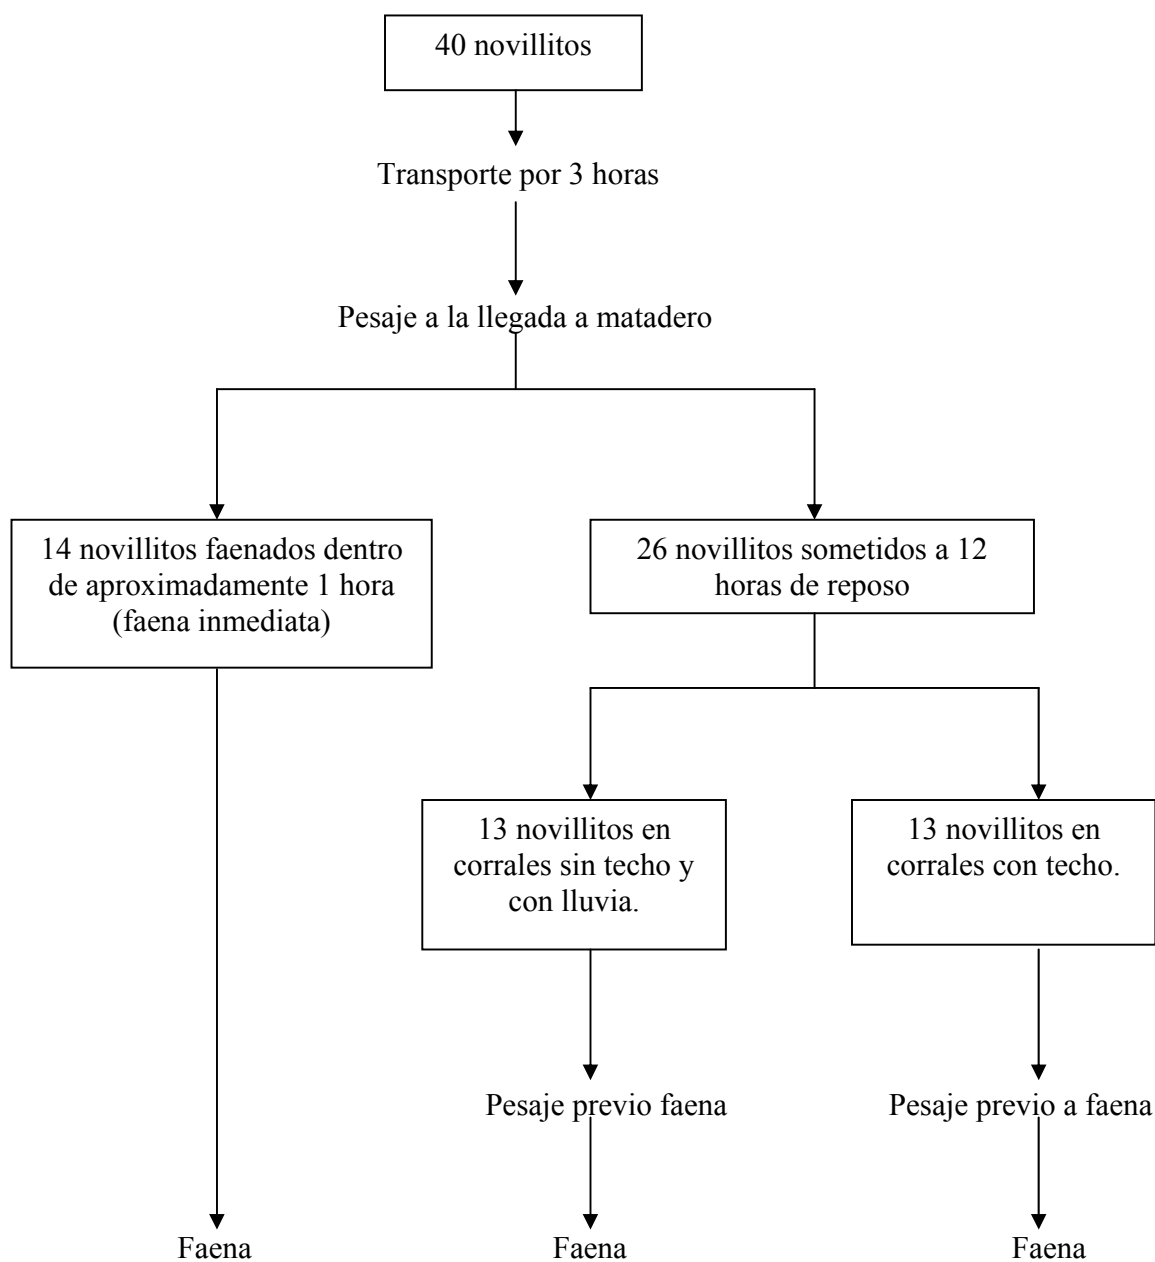 40 novillitos
Transporte por 3 horas
Pesaje a la llegada a matadero
14 novillitos faenados dentro
de aproximadamente 1 hora
(faena inmediata)
26 novillitos sometidos a 12
horas de reposo
13 novillitos en
corrales sin techo y
con lluvia.
13 novillitos en
corrales con techo.
Pesaje previo faena
Pesaje previo a faena
Faena
Faena
Faena